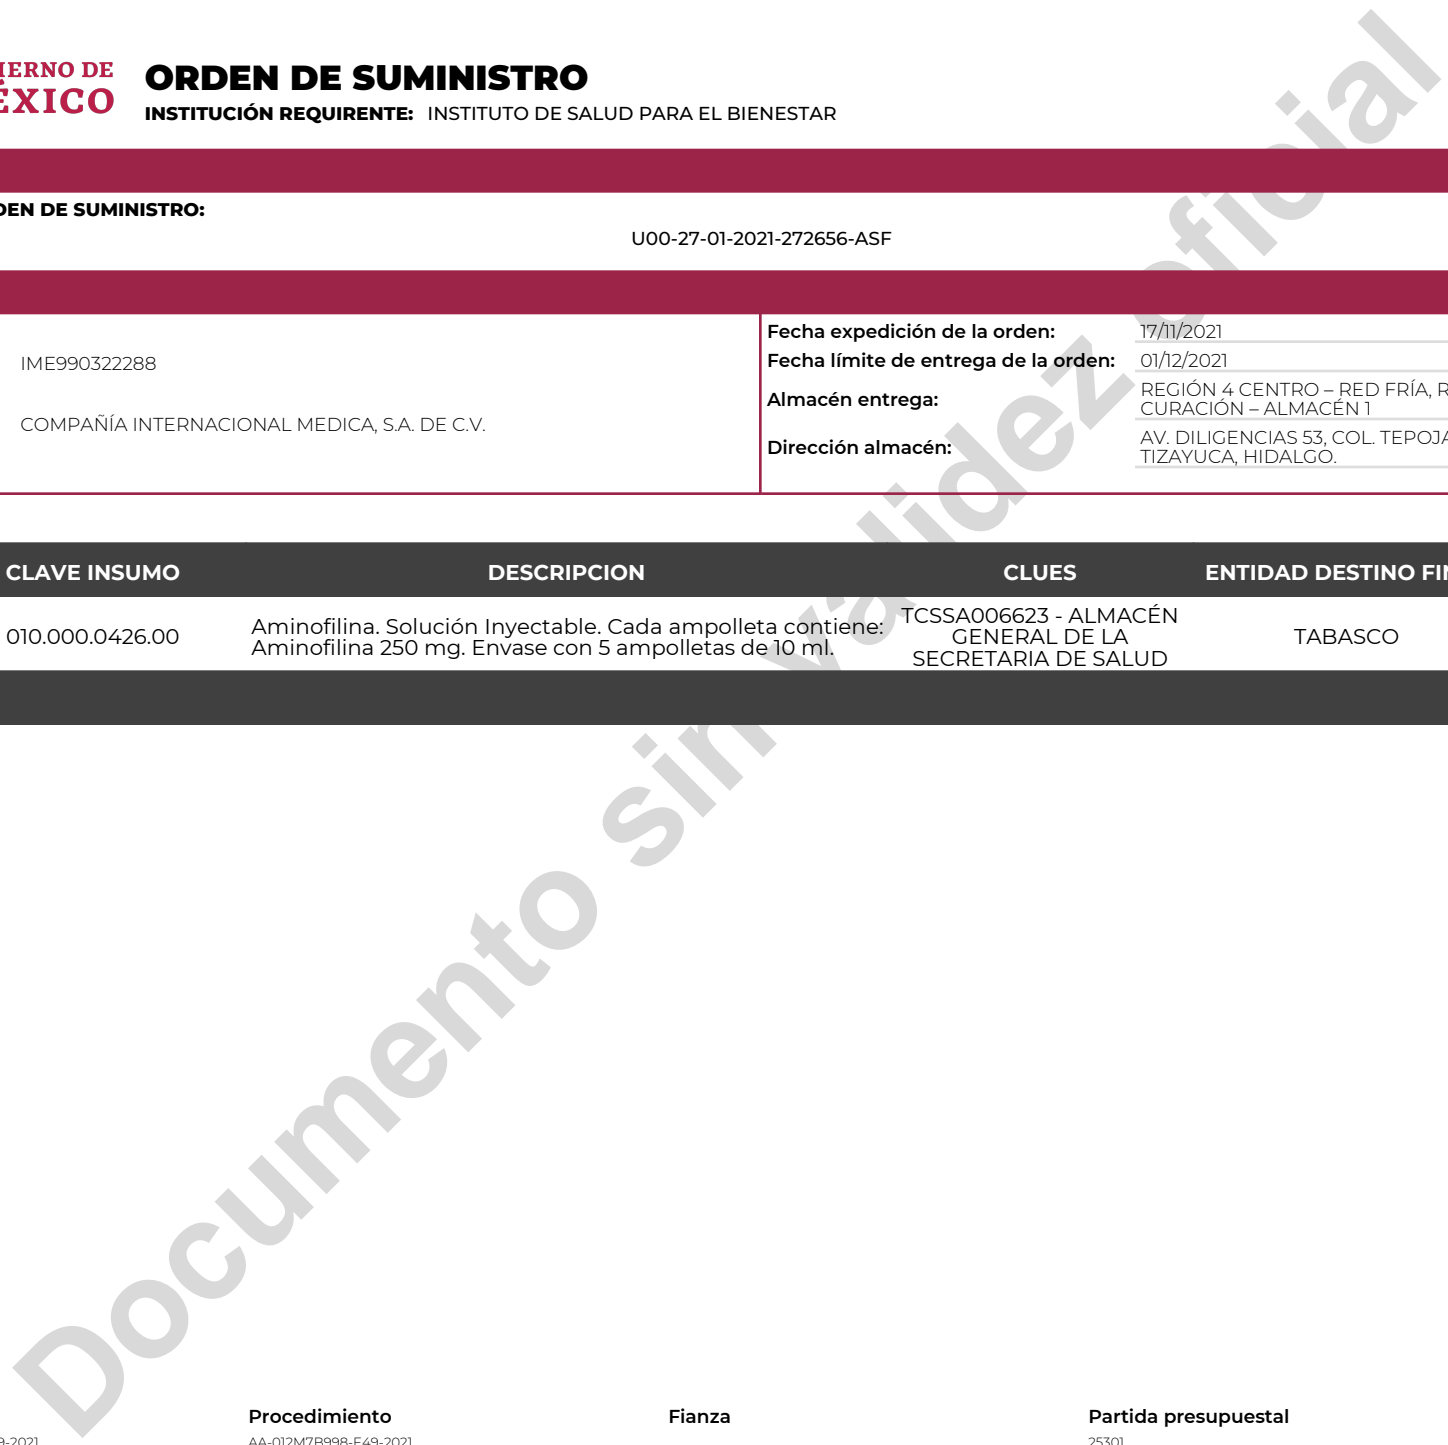 IERNO DE
ÉXICO
ORDEN DE SUMINISTRO
INSTITUCIÓN REQUIRENTE: INSTITUTO DE SALUD PARA EL BIENESTAR
DEN DE SUMINISTRO:
U00-27-01-2021-272656-ASF
IME990322288
COMPAÑÍA INTERNACIONAL MEDICA, S.A. DE C.V.
Fecha expedición de la orden: 17/11/2021
Fecha límite de entrega de la orden: 01/12/2021
Almacén entrega: REGIÓN 4 CENTRO – RED FRÍA, R
CURACIÓN – ALMACÉN 1
Dirección almacén: AV. DILIGENCIAS 53, COL. TEPOJA
TIZAYUCA, HIDALGO.
CLAVE INSUMO DESCRIPCION CLUES ENTIDAD DESTINO FIN
010.000.0426.00
Aminofilina. Solución Inyectable. Cada ampolleta contiene:
Aminofilina 250 mg. Envase con 5 ampolletas de 10 ml.
TCSSA006623 - ALMACÉN
GENERAL DE LA
SECRETARIA DE SALUD
TABASCO
Documento sin validez oficial
Procedimiento Fianza Partida presupuestal
9-2021 AA-012M7B998-E49-2021 25301